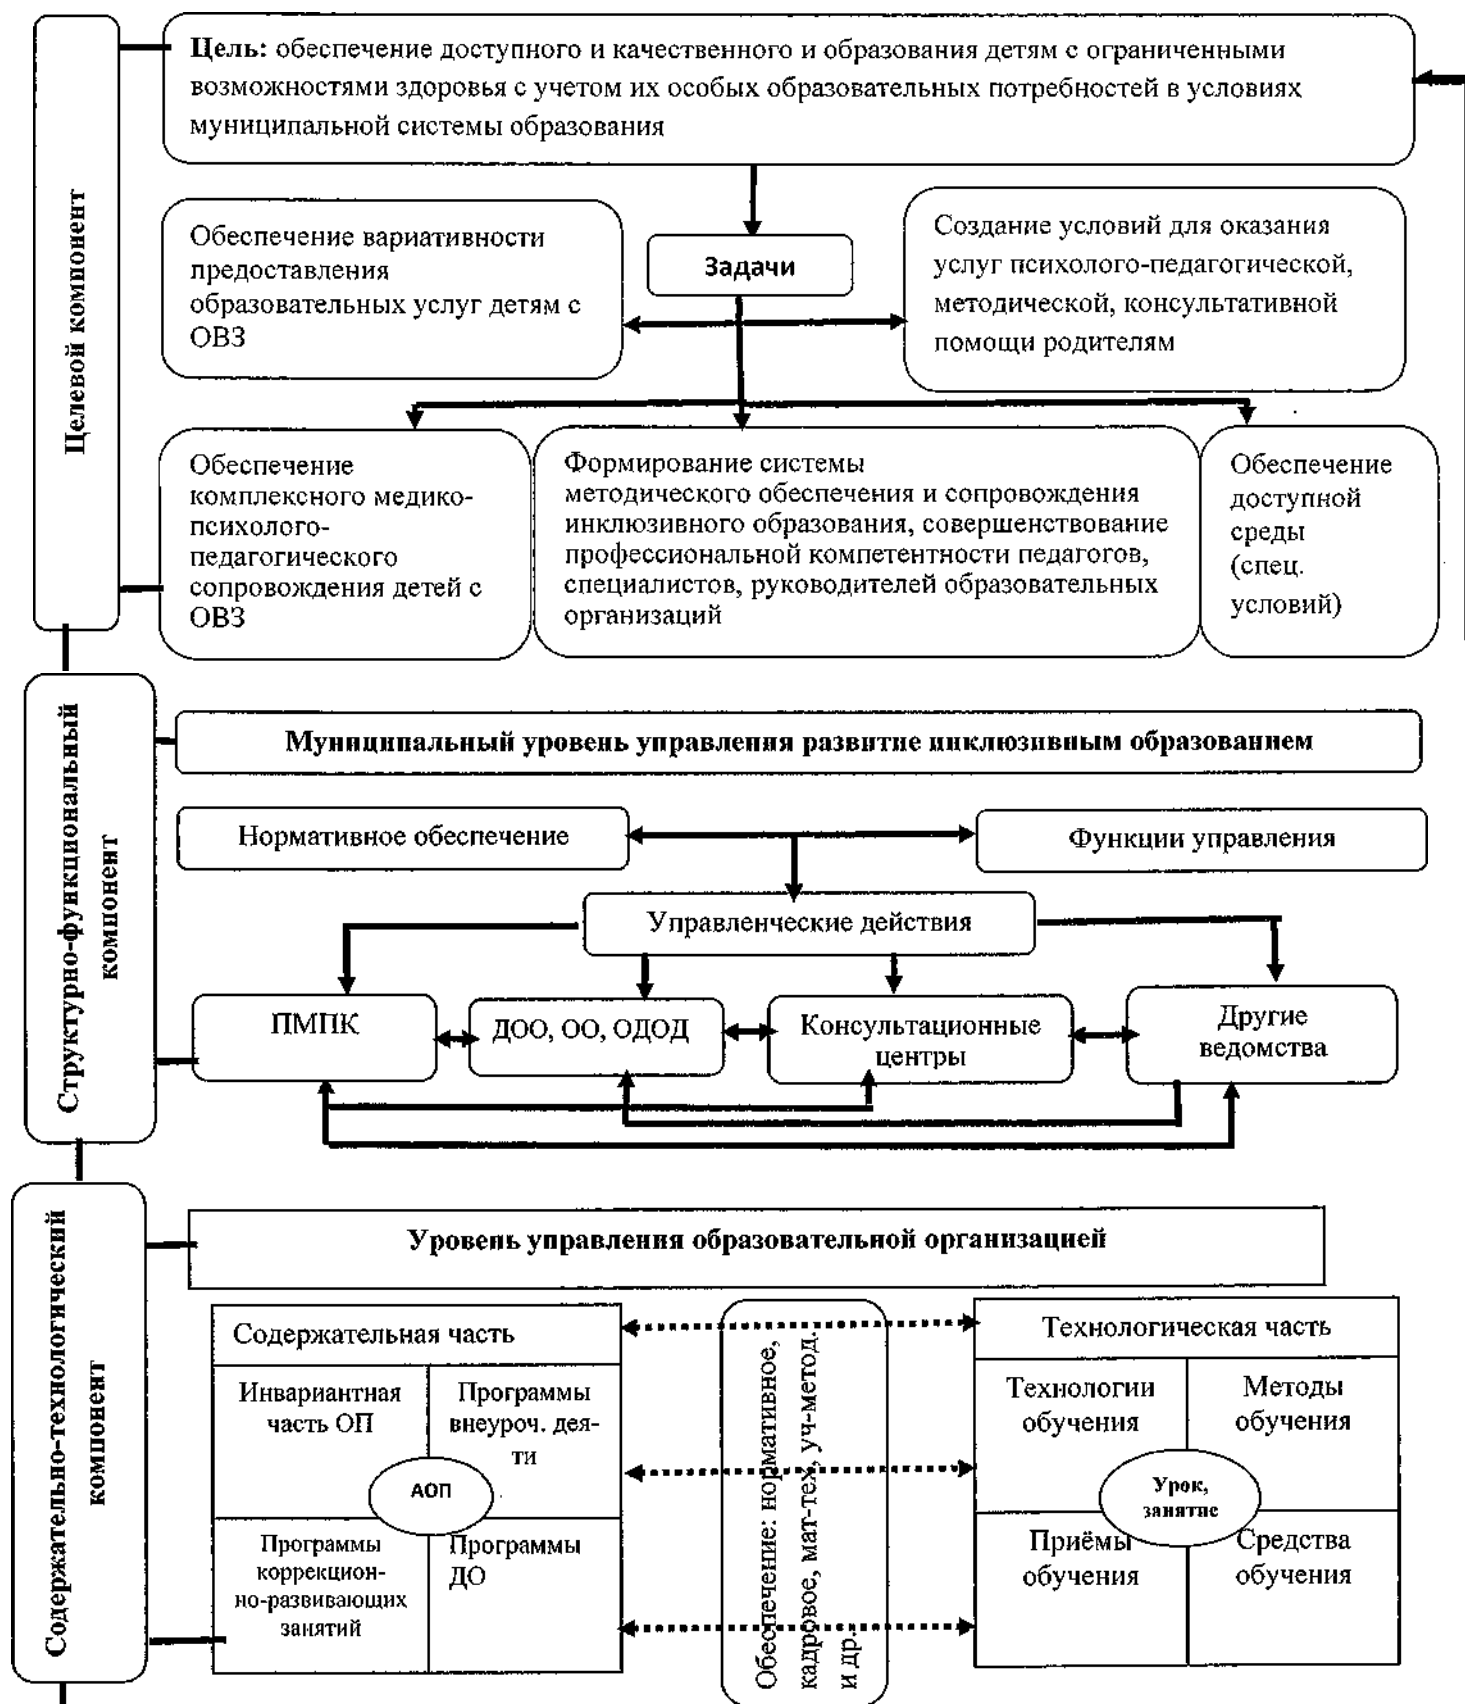 Целевой компонент
Цель: обеспечение доступного и качественного и образования детям с ограниченными
возможностями здоровья с учетом их особых образовательных потребностей в условиях
муниципальной системы образования
Обеспечение вариативности
предоставления
образовательных услуг детям с
ОВЗ
Задачи
Создание условий для оказания
услуг психолого-педагогической,
методической, консультативной
помощи родителям
Обеспечение
комплексного медико-
психолого-
педагогического
сопровождения детей с
ОВЗ
Формирование системы
методического обеспечения и сопровождения
инклюзивного образования, совершенствование
профессиональной компетентности педагогов,
специалистов, руководителей образовательных
организаций
Обеспечение
доступной
среды
(спец.
условий)
Структурно-функциональный
компонент
Муниципальный уровень управления развитие инклюзивным образованием
Нормативное обеспечение
Функции управления
Управленческие действия
ПМПК
ДОО, ОО, ОДОД
Консультационные
центры
Другие
ведомства
Содержательно-технологический
компонент
Уровень управления образовательной организацией
Содержательная часть
Инвариантная
часть ОП
Программы
внеуроч. дея-
ти
АОП
Программы
коррекцион-
но-развивающих
занятий
Программы
ДО
Обеспечение: нормативное,
кадровое, мат-тех, уч-метод.
и др.
Технологическая часть
Технологии
обучения
Методы
обучения
Урок,
занятие
Приёмы
обучения
Средства
обучения